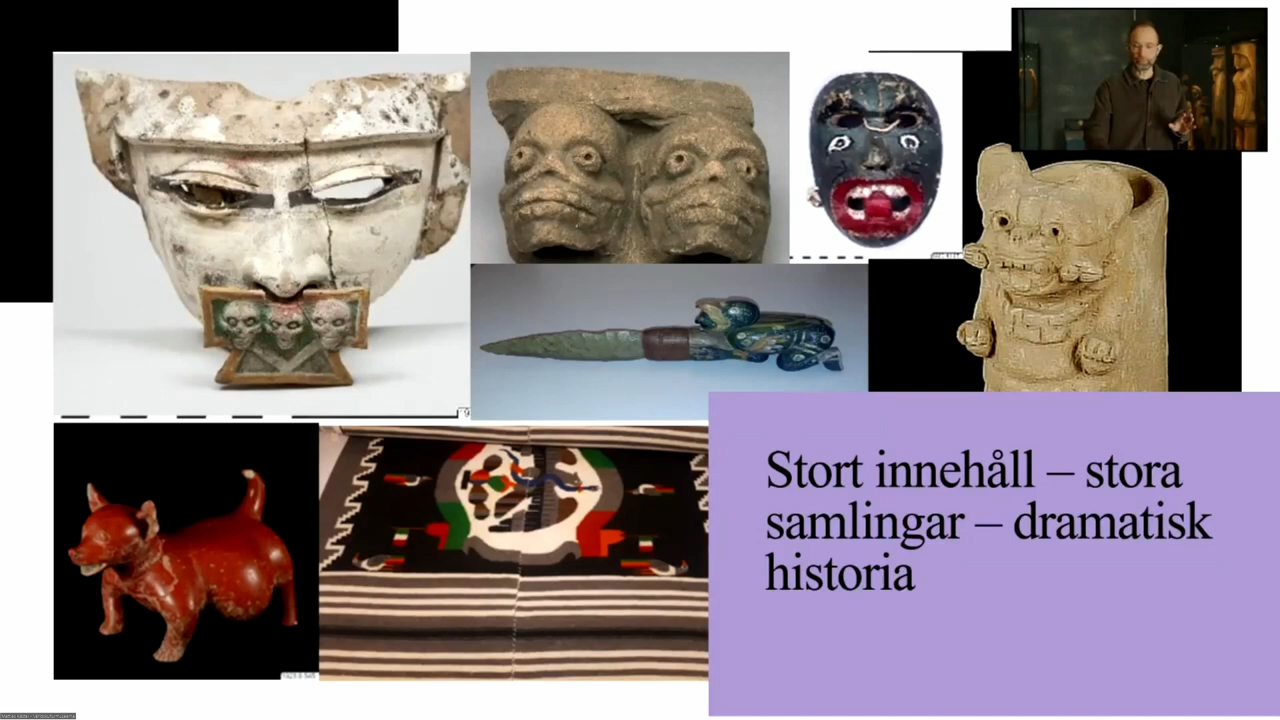 Stort innehåll – stora
samlingar – dramatisk
historia